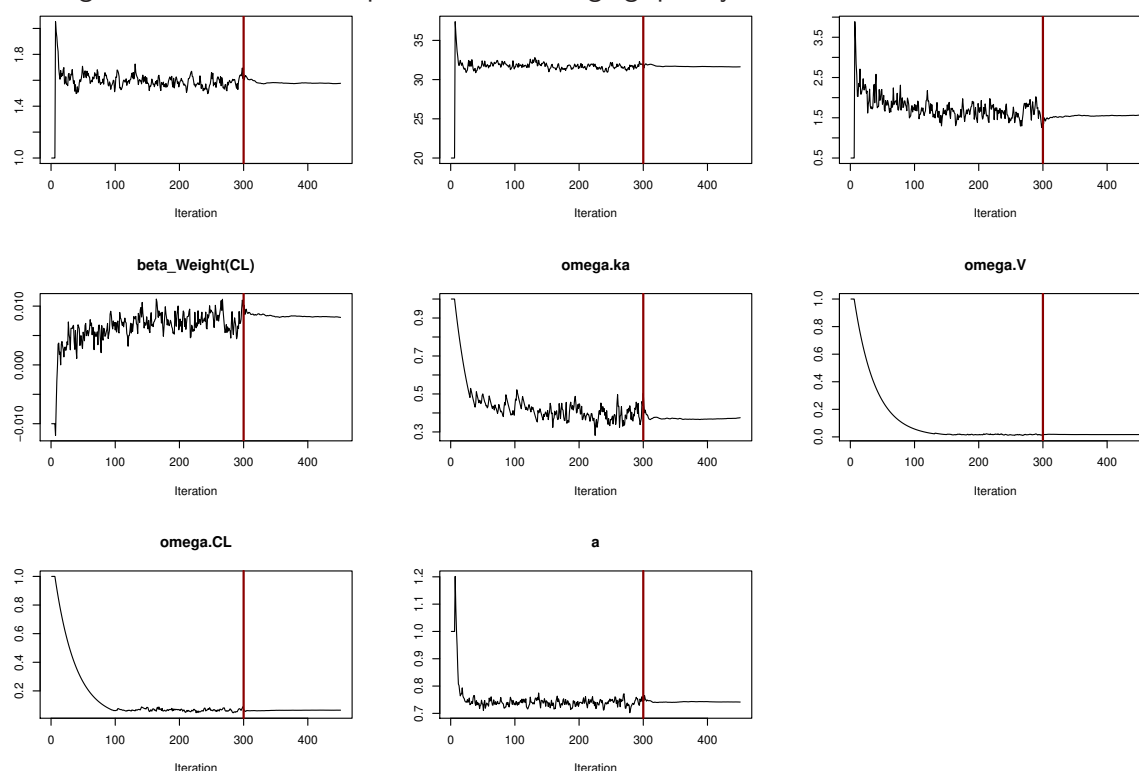 1.0 1.4 1.8
0 100 200 300 400
Iteration
20 25 30 35
0 100 200 300 400
Iteration
0.5 1.5 2.5 3.5
0 100 200 300 400
Iteration
beta_Weight(CL)
−0.010 0.000 0.010
0 100 200 300 400
Iteration
omega.ka
0.3 0.5 0.7 0.9
0 100 200 300 400
Iteration
omega.V
0.0 0.2 0.4 0.6 0.8 1.0
0 100 200 300 400
Iteration
omega.CL
0.2 0.4 0.6 0.8 1.0
0 100 200 300 400
Iteration
a
0.7 0.8 0.9 1.0 1.1 1.2
0 100 200 300 400
Iteration